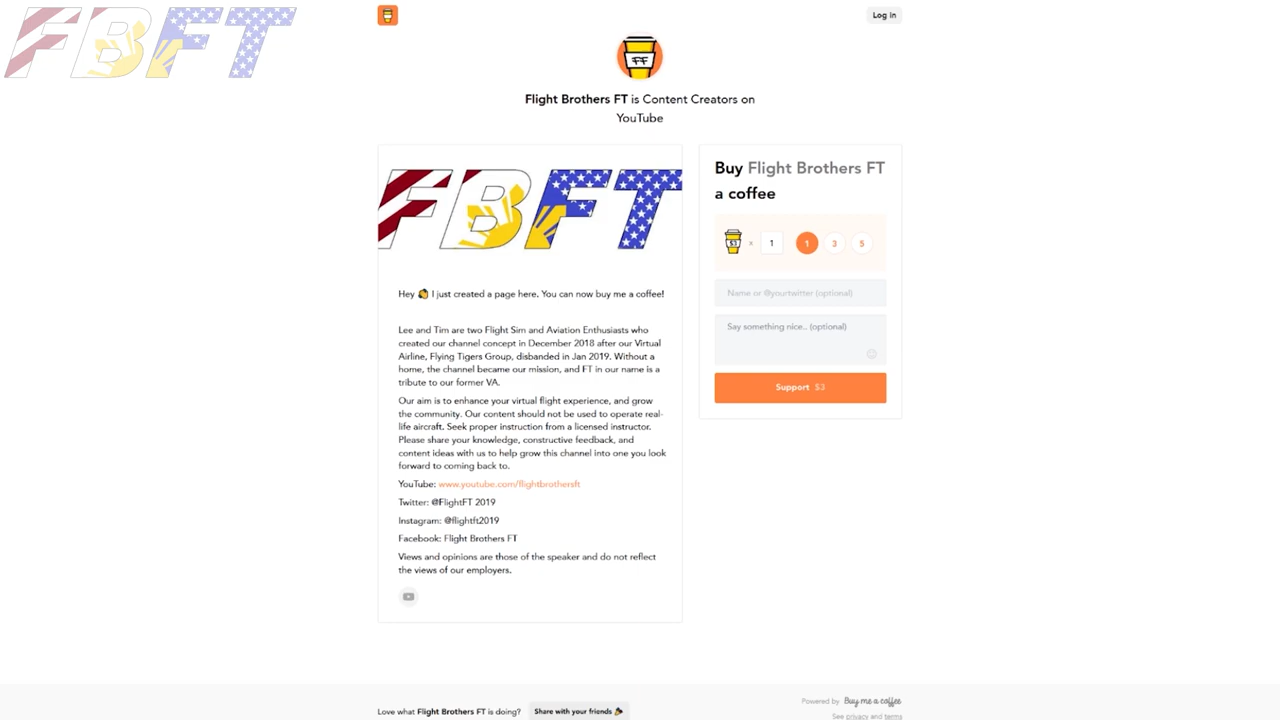 FBFT
Log in
FF
Flight Brothers FT is Content Creators on
YouTube
FBFT
Hey 👋 I just created a page here. You can now buy me a coffee!
Lee and Tim are two Flight Sim and Aviation Enthusiasts who
created our channel concept in December 2018 after our Virtual
Airline, Flying Tigers Group, disbanded in Jan 2019. Without a
home, the channel became our mission, and FT in our name is a
tribute to our former VA.
Our aim is to enhance your virtual flight experience, and grow
the community. Our content should not be used to operate real-
life aircraft. Seek proper instruction from a licensed instructor.
Please share your knowledge, constructive feedback, and
content ideas with us to help grow this channel into one you look
forward to coming back to.
YouTube: www.youtube.com/flightbrothersft
Twitter: @FlightFT 2019
Instagram: @flightft2019
Facebook: Flight Brothers FT
Views and opinions are those of the speaker and do not reflect
the views of our employers.
Buy Flight Brothers FT
a coffee
$3 x 1 1 3 5
Name or @yourtwitter (optional)
Say something nice.. (optional)
Support $3
Love what Flight Brothers FT is doing? Share with your friends 🎉
Powered by Buy me a coffee
See privacy and terms